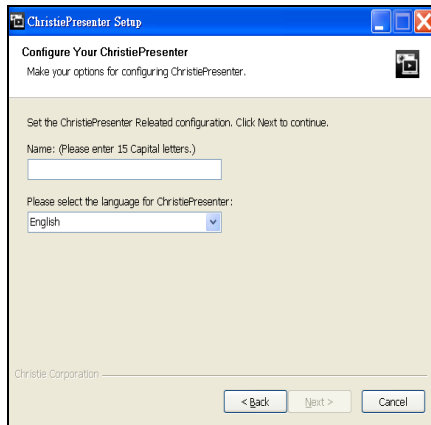 ChristiePresenter Setup
Configure Your ChristiePresenter
Make your options for configuring ChristiePresenter.
Set the ChristiePresenter Releated configuration. Click Next to continue.
Name: (Please enter 15 Capital letters.)
Please select the language for ChristiePresenter:
English
Christie Corporation
< Back Next > Cancel